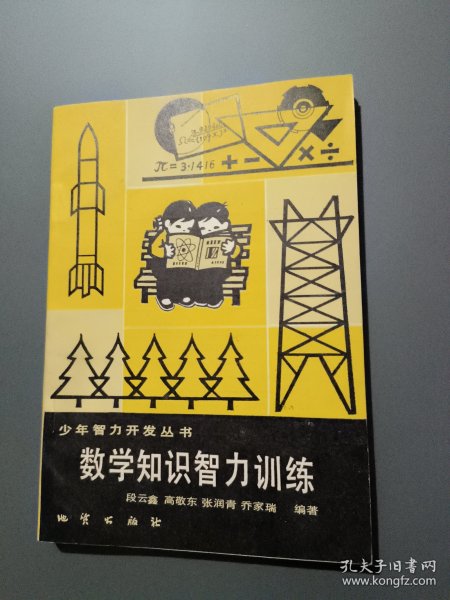 π=3·1416
+ - × ÷
少年智力开发丛书
数学知识智力训练
段云鑫 高敬东 张润青 乔家瑞 编著
地质出版社
孔夫子旧书网
www.kongfz.com